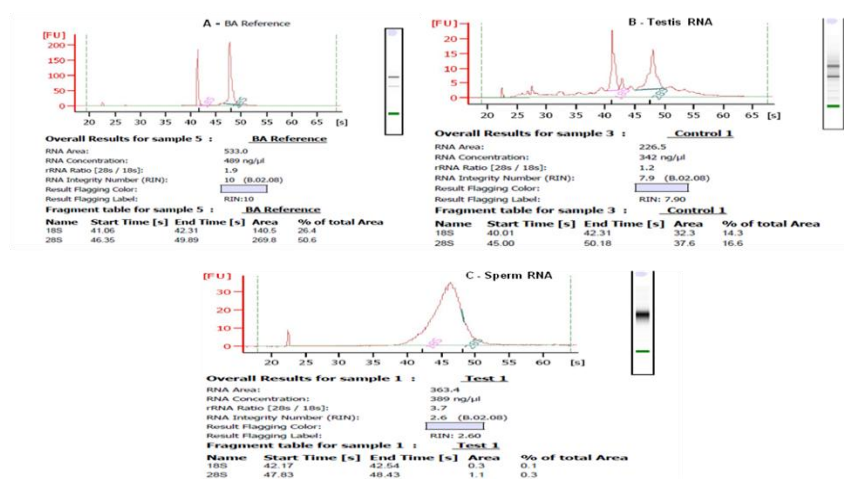 A - BA Reference
[FU]
200
150
100
50
0
20 25 30 35 40 45 50 55 60 65 [s]
Overall Results for sample 5 : BA Reference
RNA Area: 533.0
RNA Concentration: 489 ng/µl
rRNA Ratio [28s / 18s]: 1.9
RNA Integrity Number (RIN): 10 (B.02.08)
Result Flagging Color:
Result Flagging Label: RIN:10
Fragment table for sample 5 : BA Reference
Name Start Time [s] End Time [s] Area % of total Area
18S 41.06 42.31 140.5 26.4
28S 46.35 49.89 269.8 50.6
B - Testis RNA
[FU]
25
20
15
10
5
0
20 25 30 35 40 45 50 55 60 65 [s]
Overall Results for sample 3 : Control 1
RNA Area: 226.5
RNA Concentration: 342 ng/µl
rRNA Ratio [28s / 18s]: 1.2
RNA Integrity Number (RIN): 7.9 (B.02.08)
Result Flagging Color:
Result Flagging Label: RIN: 7.90
Fragment table for sample 3 : Control 1
Name Start Time [s] End Time [s] Area % of total Area
18S 40.01 42.31 32.3 14.3
28S 45.00 50.18 37.6 16.6
C - Sperm RNA
[FU]
30
20
10
0
20 25 30 35 40 45 50 55 60 [s]
Overall Results for sample 1 : Test 1
RNA Area: 363.4
RNA Concentration: 389 ng/µl
rRNA Ratio [28s / 18s]: 3.7
RNA Integrity Number (RIN): 2.6 (B.02.08)
Result Flagging Color:
Result Flagging Label: RIN: 2.60
Fragment table for sample 1 : Test 1
Name Start Time [s] End Time [s] Area % of total Area
18S 42.17 42.54 0.3 0.1
28S 47.83 48.43 1.1 0.3